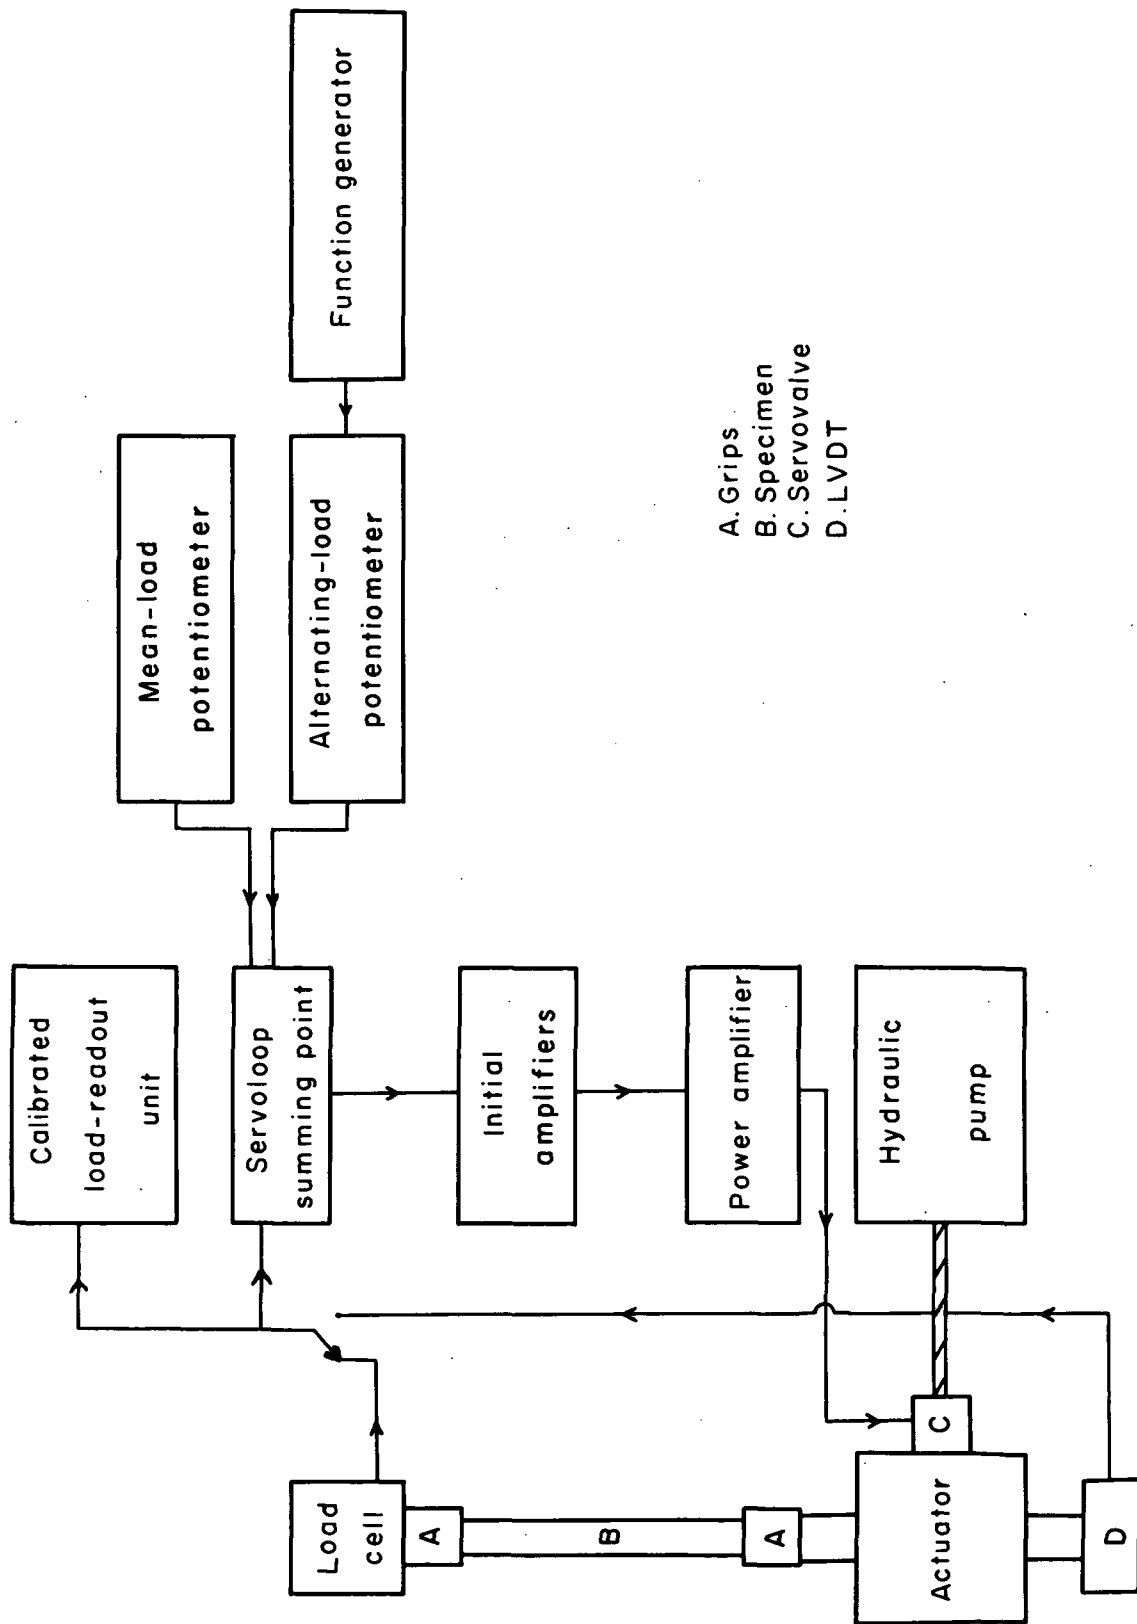 Calibrated
load-readout
unit
Mean-load
potentiometer
Servoloop
summing point
Alternating-load
potentiometer
Function generator
Load
cell
A
Initial
amplifiers
B
Power amplifier
A
Actuator
C
Hydraulic
pump
D
A. Grips
B. Specimen
C. Servovalve
D. LVDT